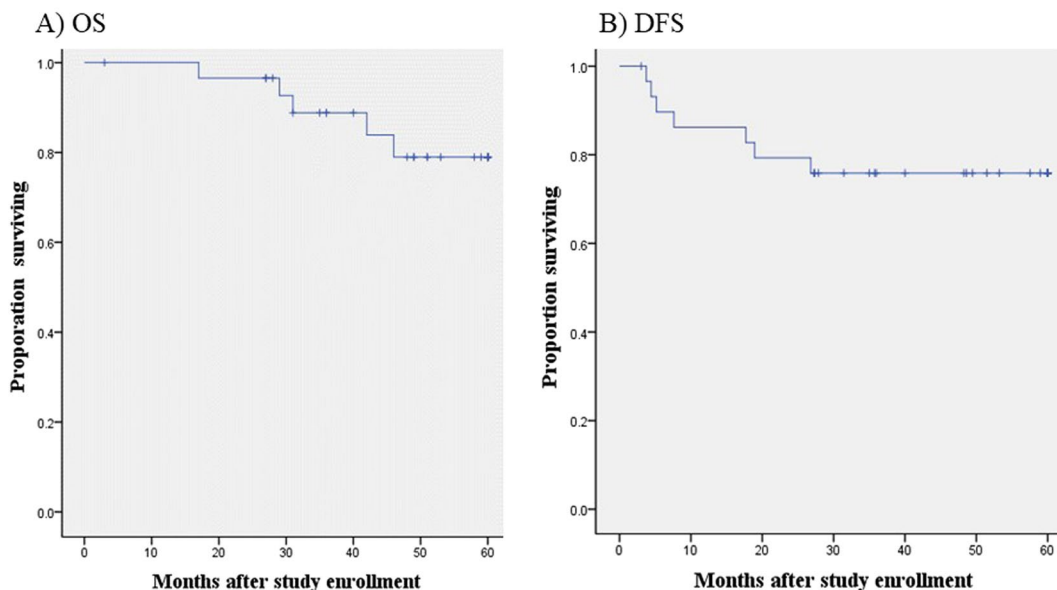 A) OS
B) DFS
Proporation surviving
1.0
0.8
0.6
0.4
0.2
0.0
0 10 20 30 40 50 60
Months after study enrollment
Proportion surviving
1.0
0.8
0.6
0.4
0.2
0.0
0 10 20 30 40 50 60
Months after study enrollment